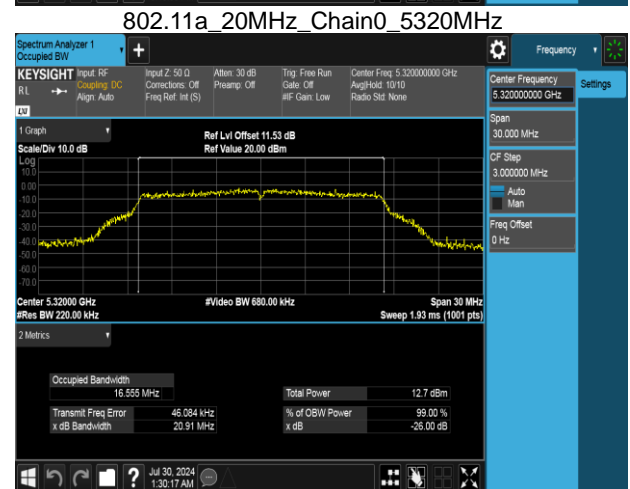 802.11a_20MHz_Chain0_5320MHz
Spectrum Analyzer 1
Occupied BW
+
Frequency
KEYSIGHT Input: RF
RL Coupling: DC
Align: Auto
Input Z: 50 Ω
Corrections: Off
Freq Ref: Int (S)
Atten: 30 dB
Preamp: Off
Trig: Free Run
Gate: Off
#IF Gain: Low
Center Freq: 5.320000000 GHz
Avg|Hold: 10/10
Radio Std: None
LXI
Center Frequency
5.320000000 GHz
Settings
Span
30.000 MHz
CF Step
3.000000 MHz
Auto
Man
Freq Offset
0 Hz
1 Graph
Scale/Div 10.0 dB
Ref Lvl Offset 11.53 dB
Ref Value 20.00 dBm
Log
10.0
0.00
-10.0
-20.0
-30.0
-40.0
-50.0
-60.0
-70.0
Center 5.32000 GHz
#Res BW 220.00 kHz
#Video BW 680.00 kHz
Span 30 MHz
Sweep 1.93 ms (1001 pts)
2 Metrics
Occupied Bandwidth
16.555 MHz
Total Power 12.7 dBm
Transmit Freq Error 46.084 kHz
% of OBW Power 99.00 %
x dB Bandwidth 20.91 MHz
x dB -26.00 dB
?
Jul 30, 2024
1:30:17 AM